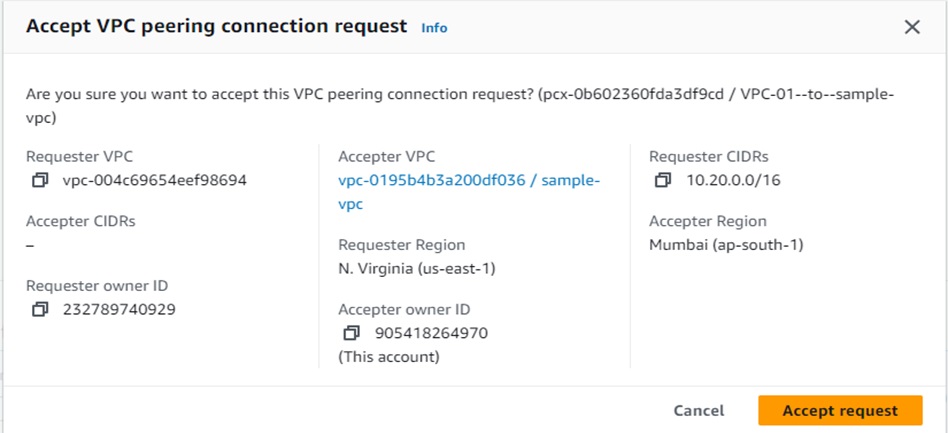 Accept VPC peering connection request Info
Are you sure you want to accept this VPC peering connection request? (pcx-0b602360fda3df9cd / VPC-01--to--sample-
vpc)
Requester VPC
vpc-004c69654eef98694
Accepter CIDRs
–
Requester owner ID
232789740929
Accepter VPC
vpc-0195b4b3a200df036 / sample-
vpc
Requester Region
N. Virginia (us-east-1)
Accepter owner ID
905418264970
(This account)
Requester CIDRs
10.20.0.0/16
Accepter Region
Mumbai (ap-south-1)
Cancel
Accept request